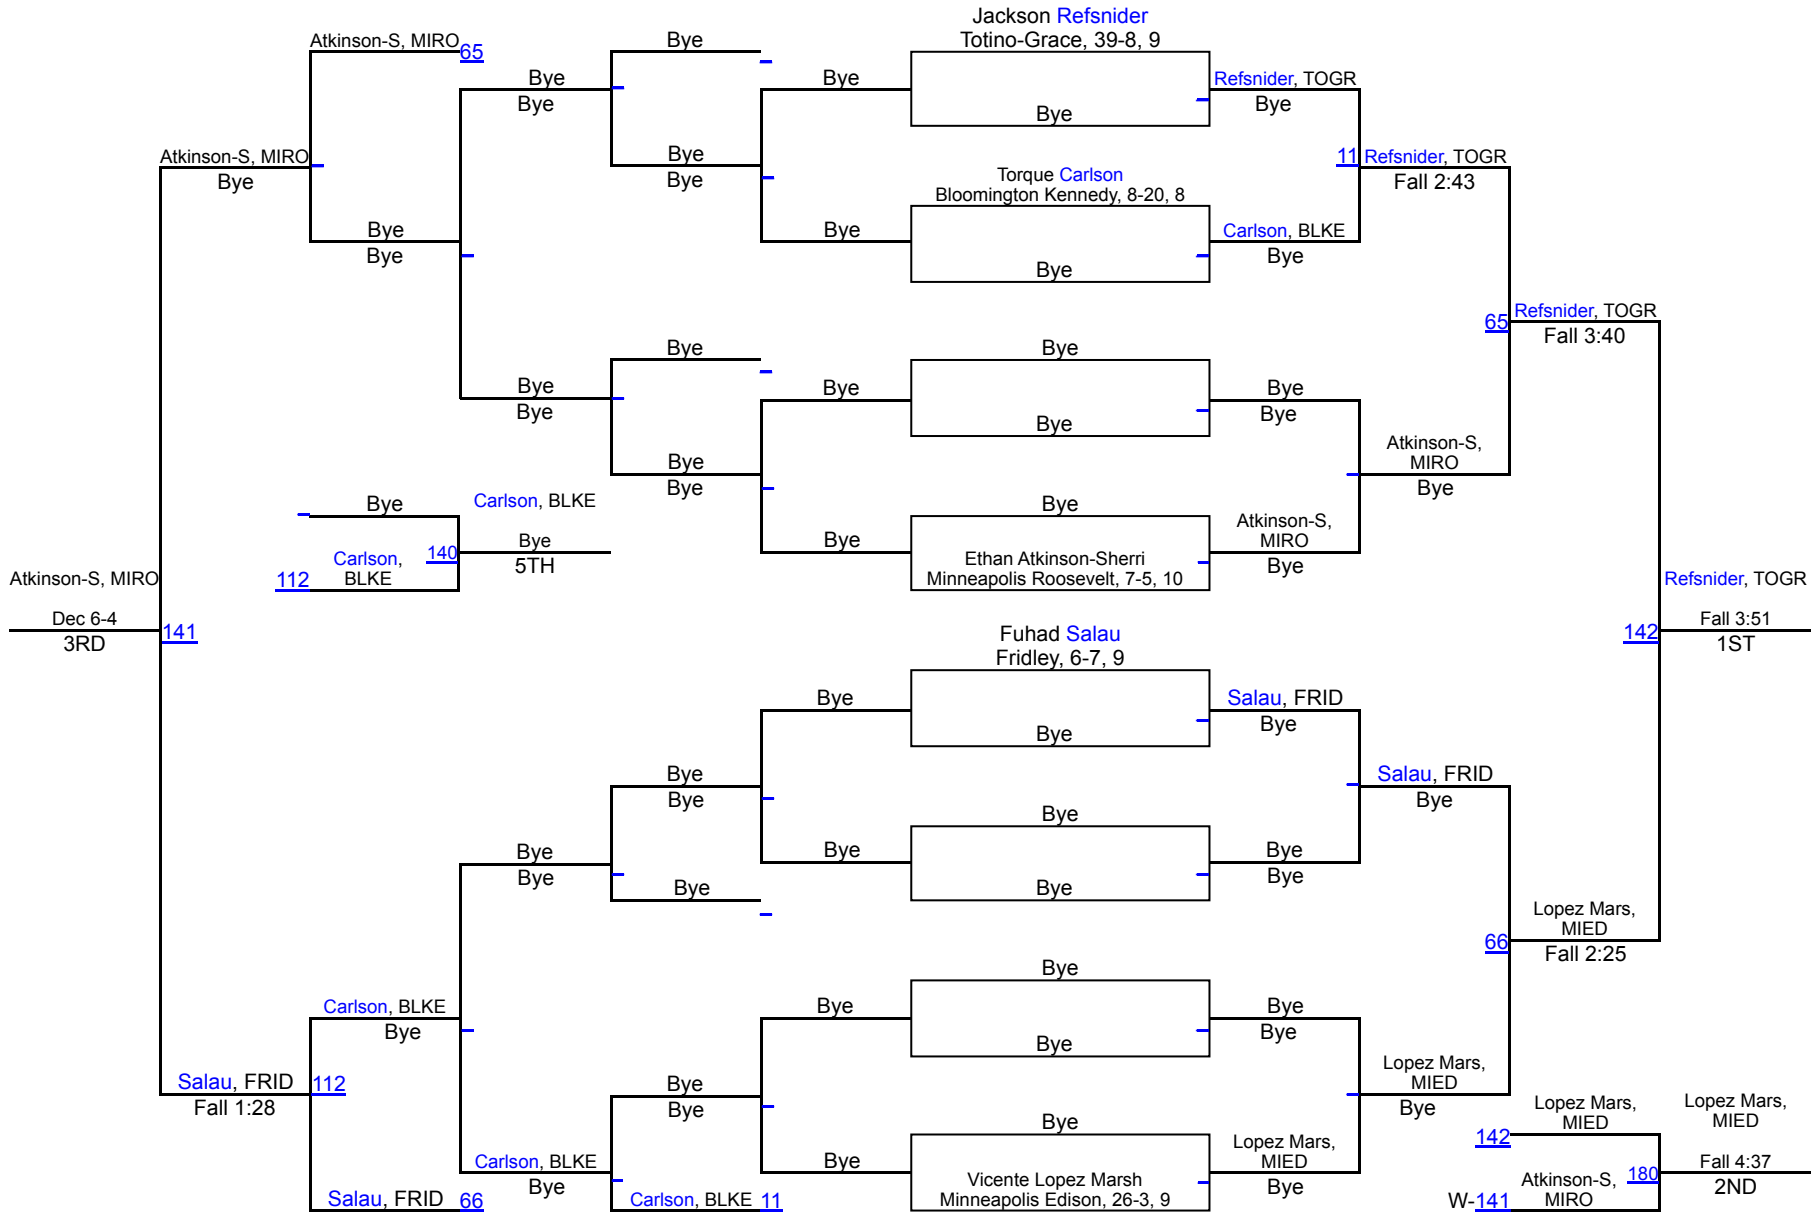 Jackson Refsnider
Totino-Grace, 39-8, 9
Atkinson-S, MIRO 65
Bye
Bye
Bye
Bye
Refsnider, TOGR
Bye
Bye
Atkinson-S, MIRO
Bye
Bye
Bye
Torque Carlson
Bloomington Kennedy, 8-20, 8
11 Refsnider, TOGR
Fall 2:43
Bye
Bye
Bye
Bye
Carlson, BLKE
Bye
65 Refsnider, TOGR
Fall 3:40
Bye
Bye
Bye
Bye
Bye
Bye
Bye
Bye
Bye
Bye
Bye
Atkinson-S,
MIRO
Bye
Bye
Carlson, BLKE
Bye
Carlson,
BLKE
112
140
Bye
5TH
Bye
Bye
Ethan Atkinson-Sherri
Minneapolis Roosevelt, 7-5, 10
Atkinson-S,
MIRO
Bye
Atkinson-S, MIRO
Dec 6-4
3RD
141
Refsnider, TOGR
142
Fall 3:51
1ST
Fuhad Salau
Fridley, 6-7, 9
Bye
Bye
Salau, FRID
Bye
Bye
Bye
Salau, FRID
Bye
Bye
Bye
Bye
Bye
Bye
Bye
Bye
Bye
Bye
66
Lopez Mars,
MIED
Fall 2:25
Carlson, BLKE
Bye
Bye
Bye
Bye
Bye
Bye
Salau, FRID 112
Fall 1:28
Bye
Bye
Lopez Mars,
MIED
Bye
Carlson, BLKE
Bye
Salau, FRID 66
Carlson, BLKE 11
Bye
Bye
Vicente Lopez Marsh
Minneapolis Edison, 26-3, 9
Lopez Mars,
MIED
Bye
Lopez Mars,
MIED
142
Atkinson-S,
MIRO
W-141
180
Lopez Mars,
MIED
Fall 4:37
2ND